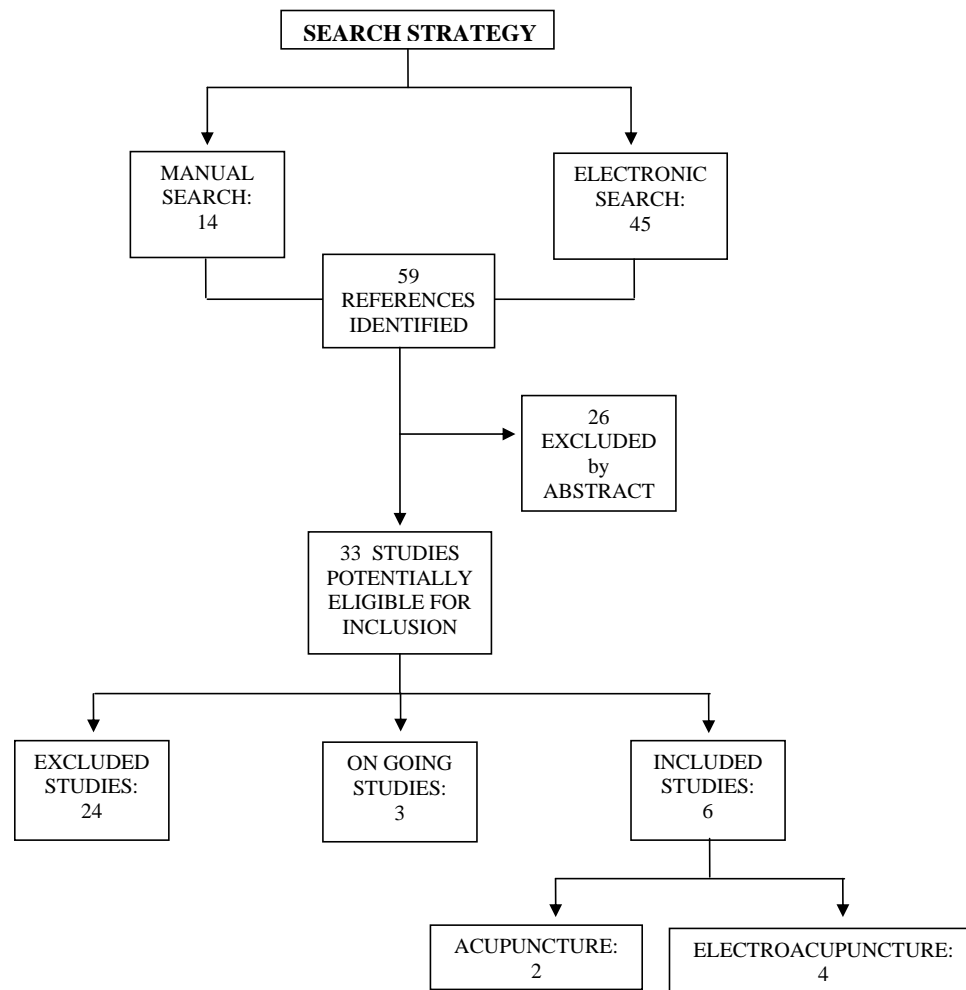 SEARCH STRATEGY
MANUAL
SEARCH:
14
ELECTRONIC
SEARCH:
45
59
REFERENCES
IDENTIFIED
26
EXCLUDED
by
ABSTRACT
33 STUDIES
POTENTIALLY
ELIGIBLE FOR
INCLUSION
EXCLUDED
STUDIES:
24
ON GOING
STUDIES:
3
INCLUDED
STUDIES:
6
ACUPUNCTURE:
2
ELECTROACUPUNCTURE:
4